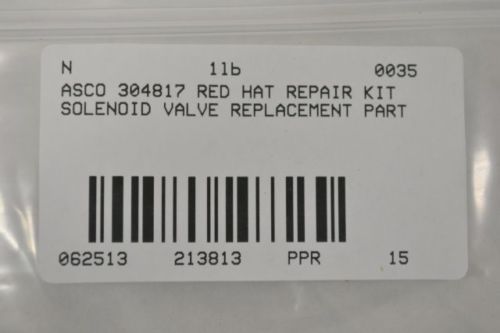 N 1lb 0035
ASCO 304817 RED HAT REPAIR KIT
SOLENOID VALVE REPLACEMENT PART
062513 213813 PPR 15